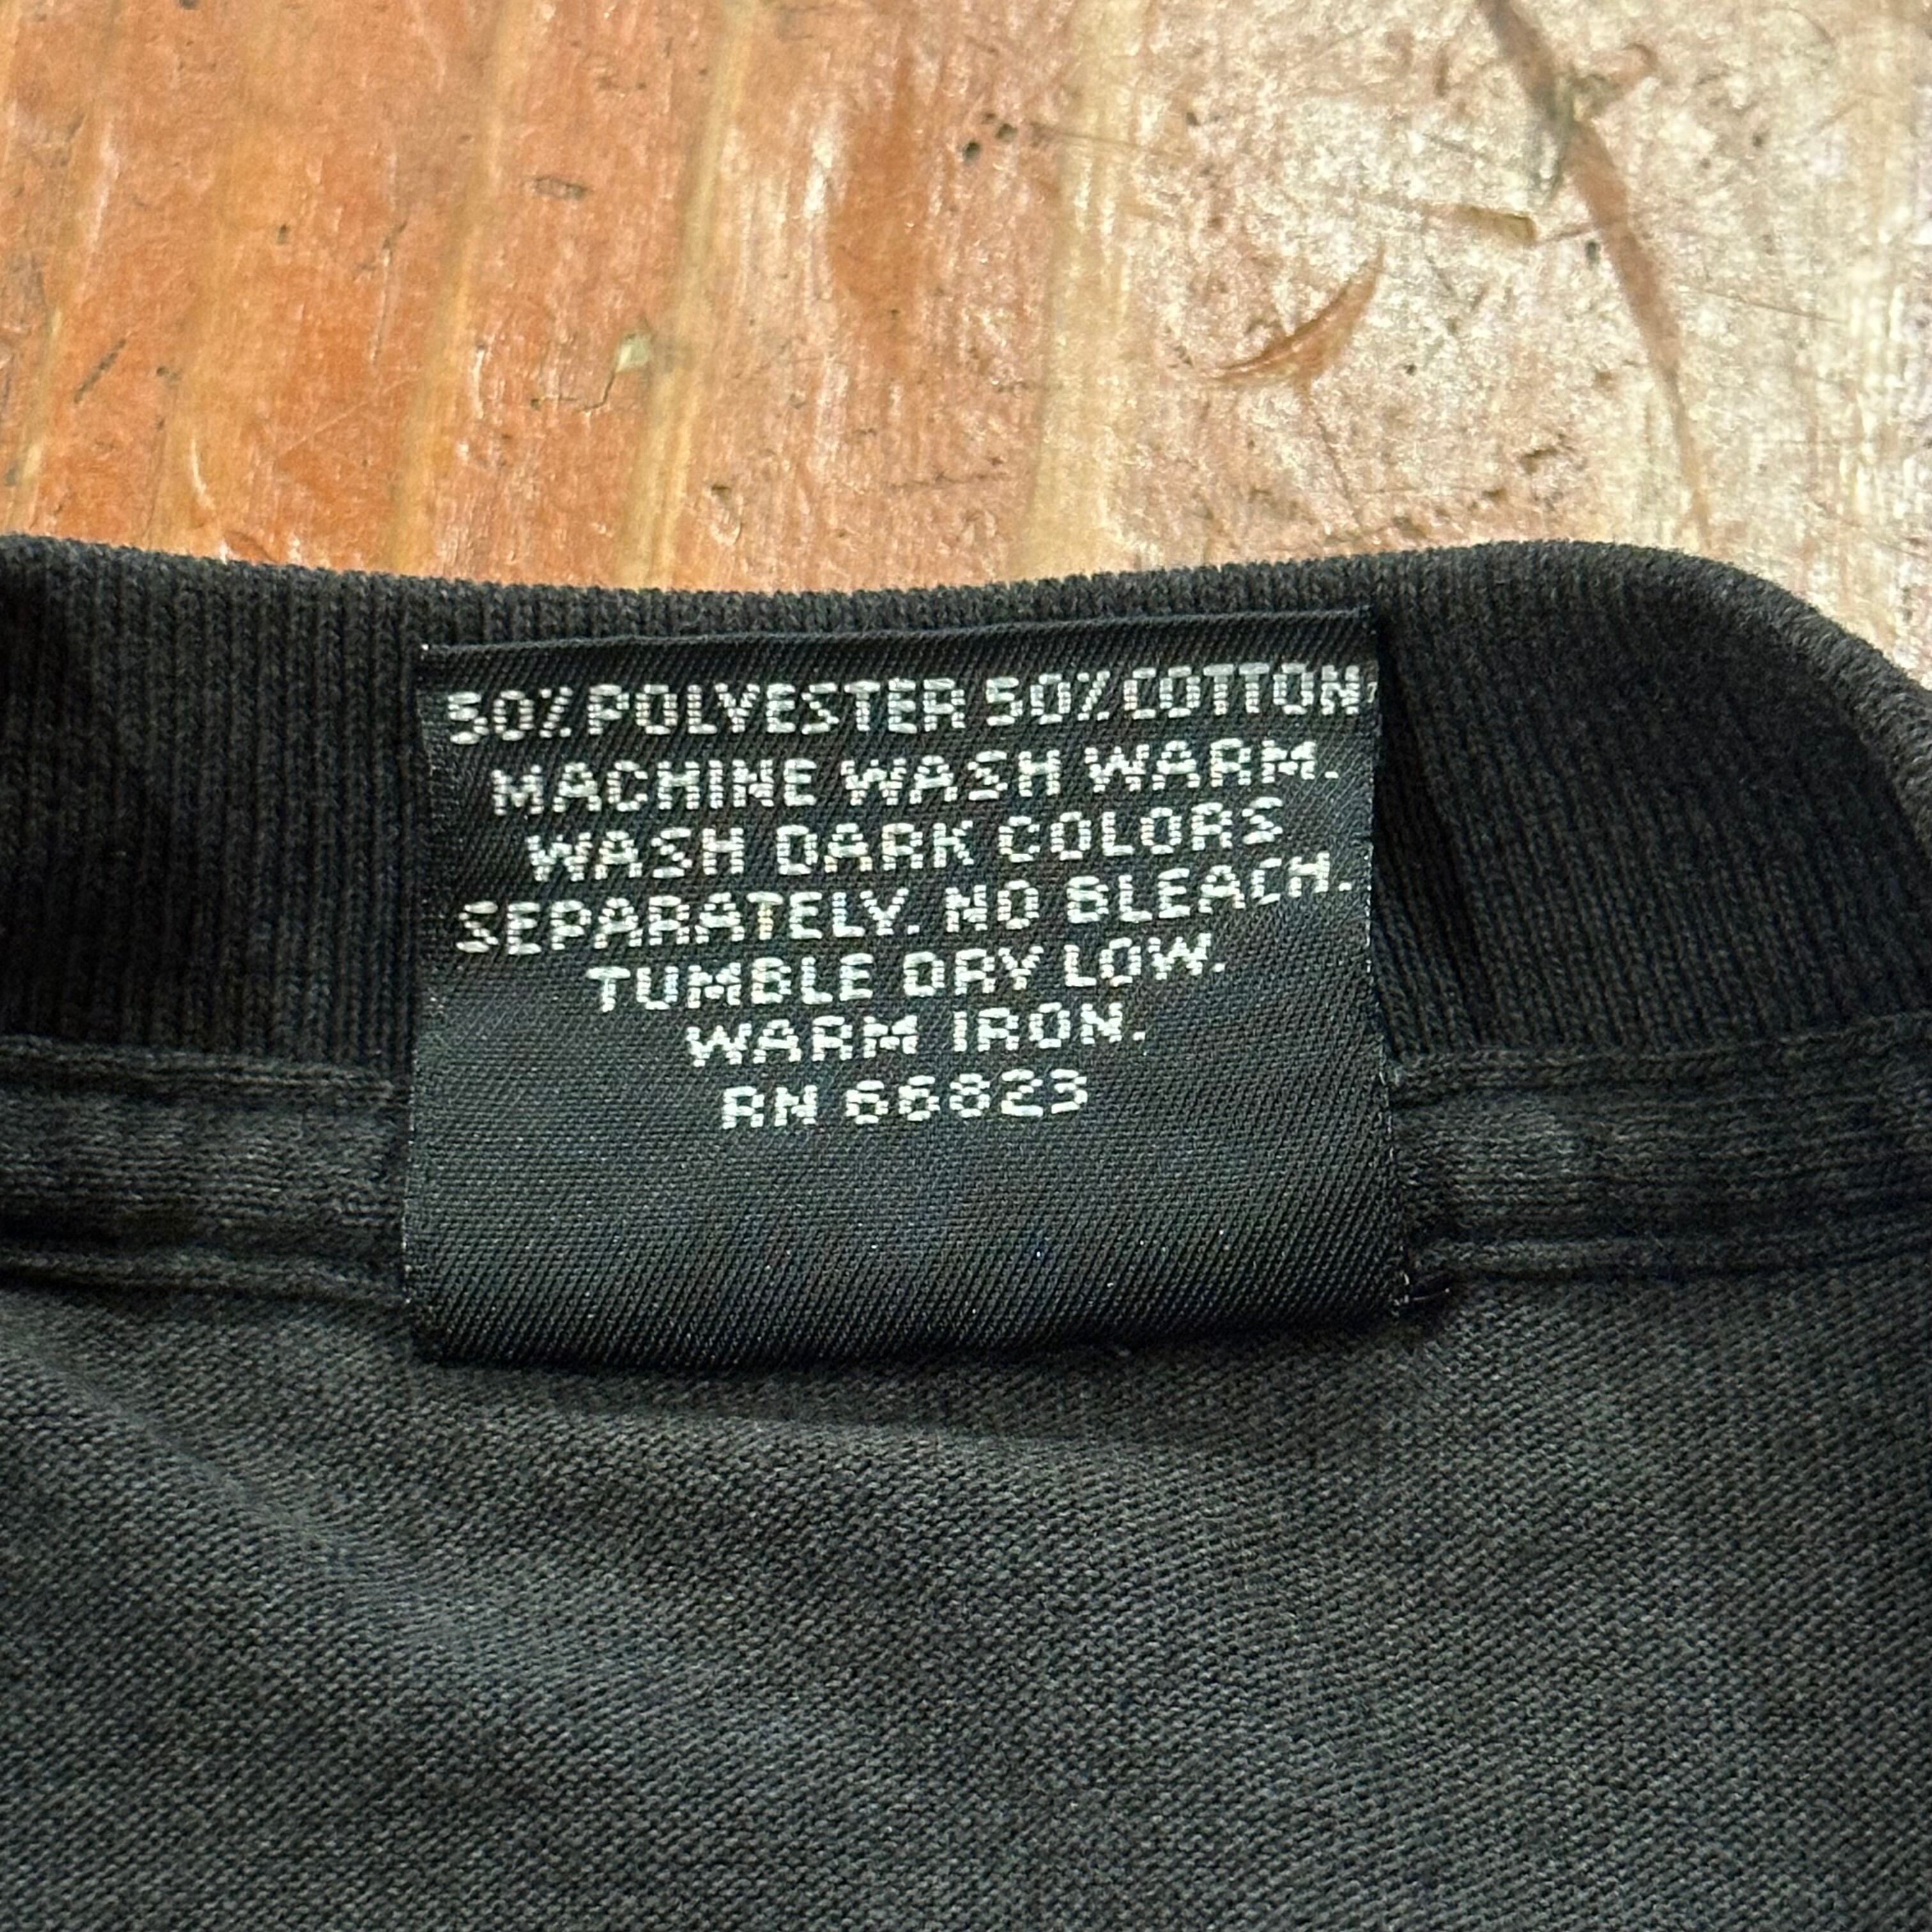 50% POLYESTER 50% COTTON
MACHINE WASH WARM.
WASH DARK COLORS
SEPARATELY. NO BLEACH.
TUMBLE DRY LOW.
WARM IRON.
RN 66823